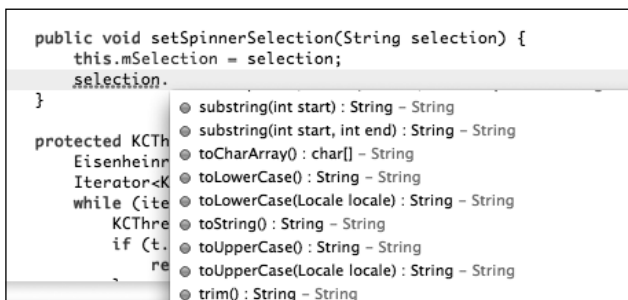 public void setSpinnerSelection(String selection) {
this.mSelection = selection;
selection.
}
substring(int start) : String – String
substring(int start, int end) : String – String
protected KCTh
toCharArray() : char[] – String
Eisenheinr
toLowerCase() : String – String
Iterator<K
toLowerCase(Locale locale) : String – String
while (ite
toString() : String – String
KCThre
toUpperCase() : String – String
if (t.
toUpperCase(Locale locale) : String – String
re
trim() : String – String